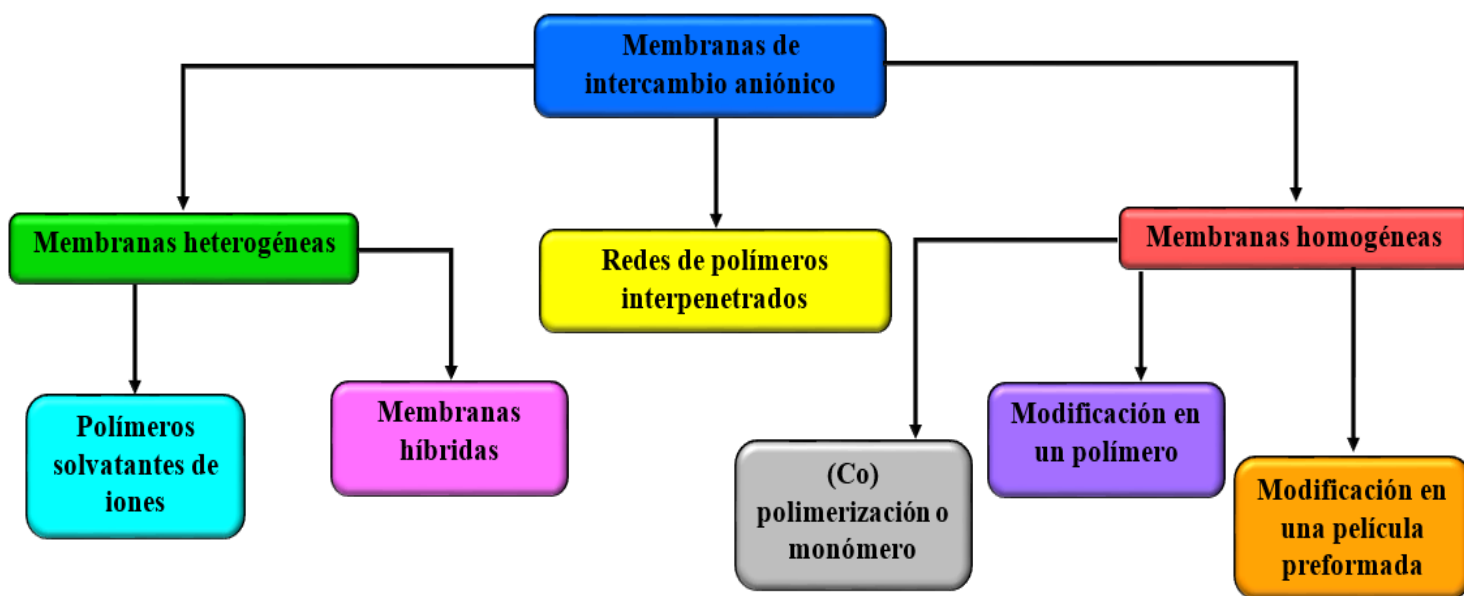 Membranas de
intercambio aniónico
Membranas heterogéneas
Redes de polímeros
interpenetrados
Membranas homogéneas
Polímeros
solvatantes de
iones
Membranas
híbridas
(Co)
polimerización o
monómero
Modificación en
un polímero
Modificación en
una película
preformada